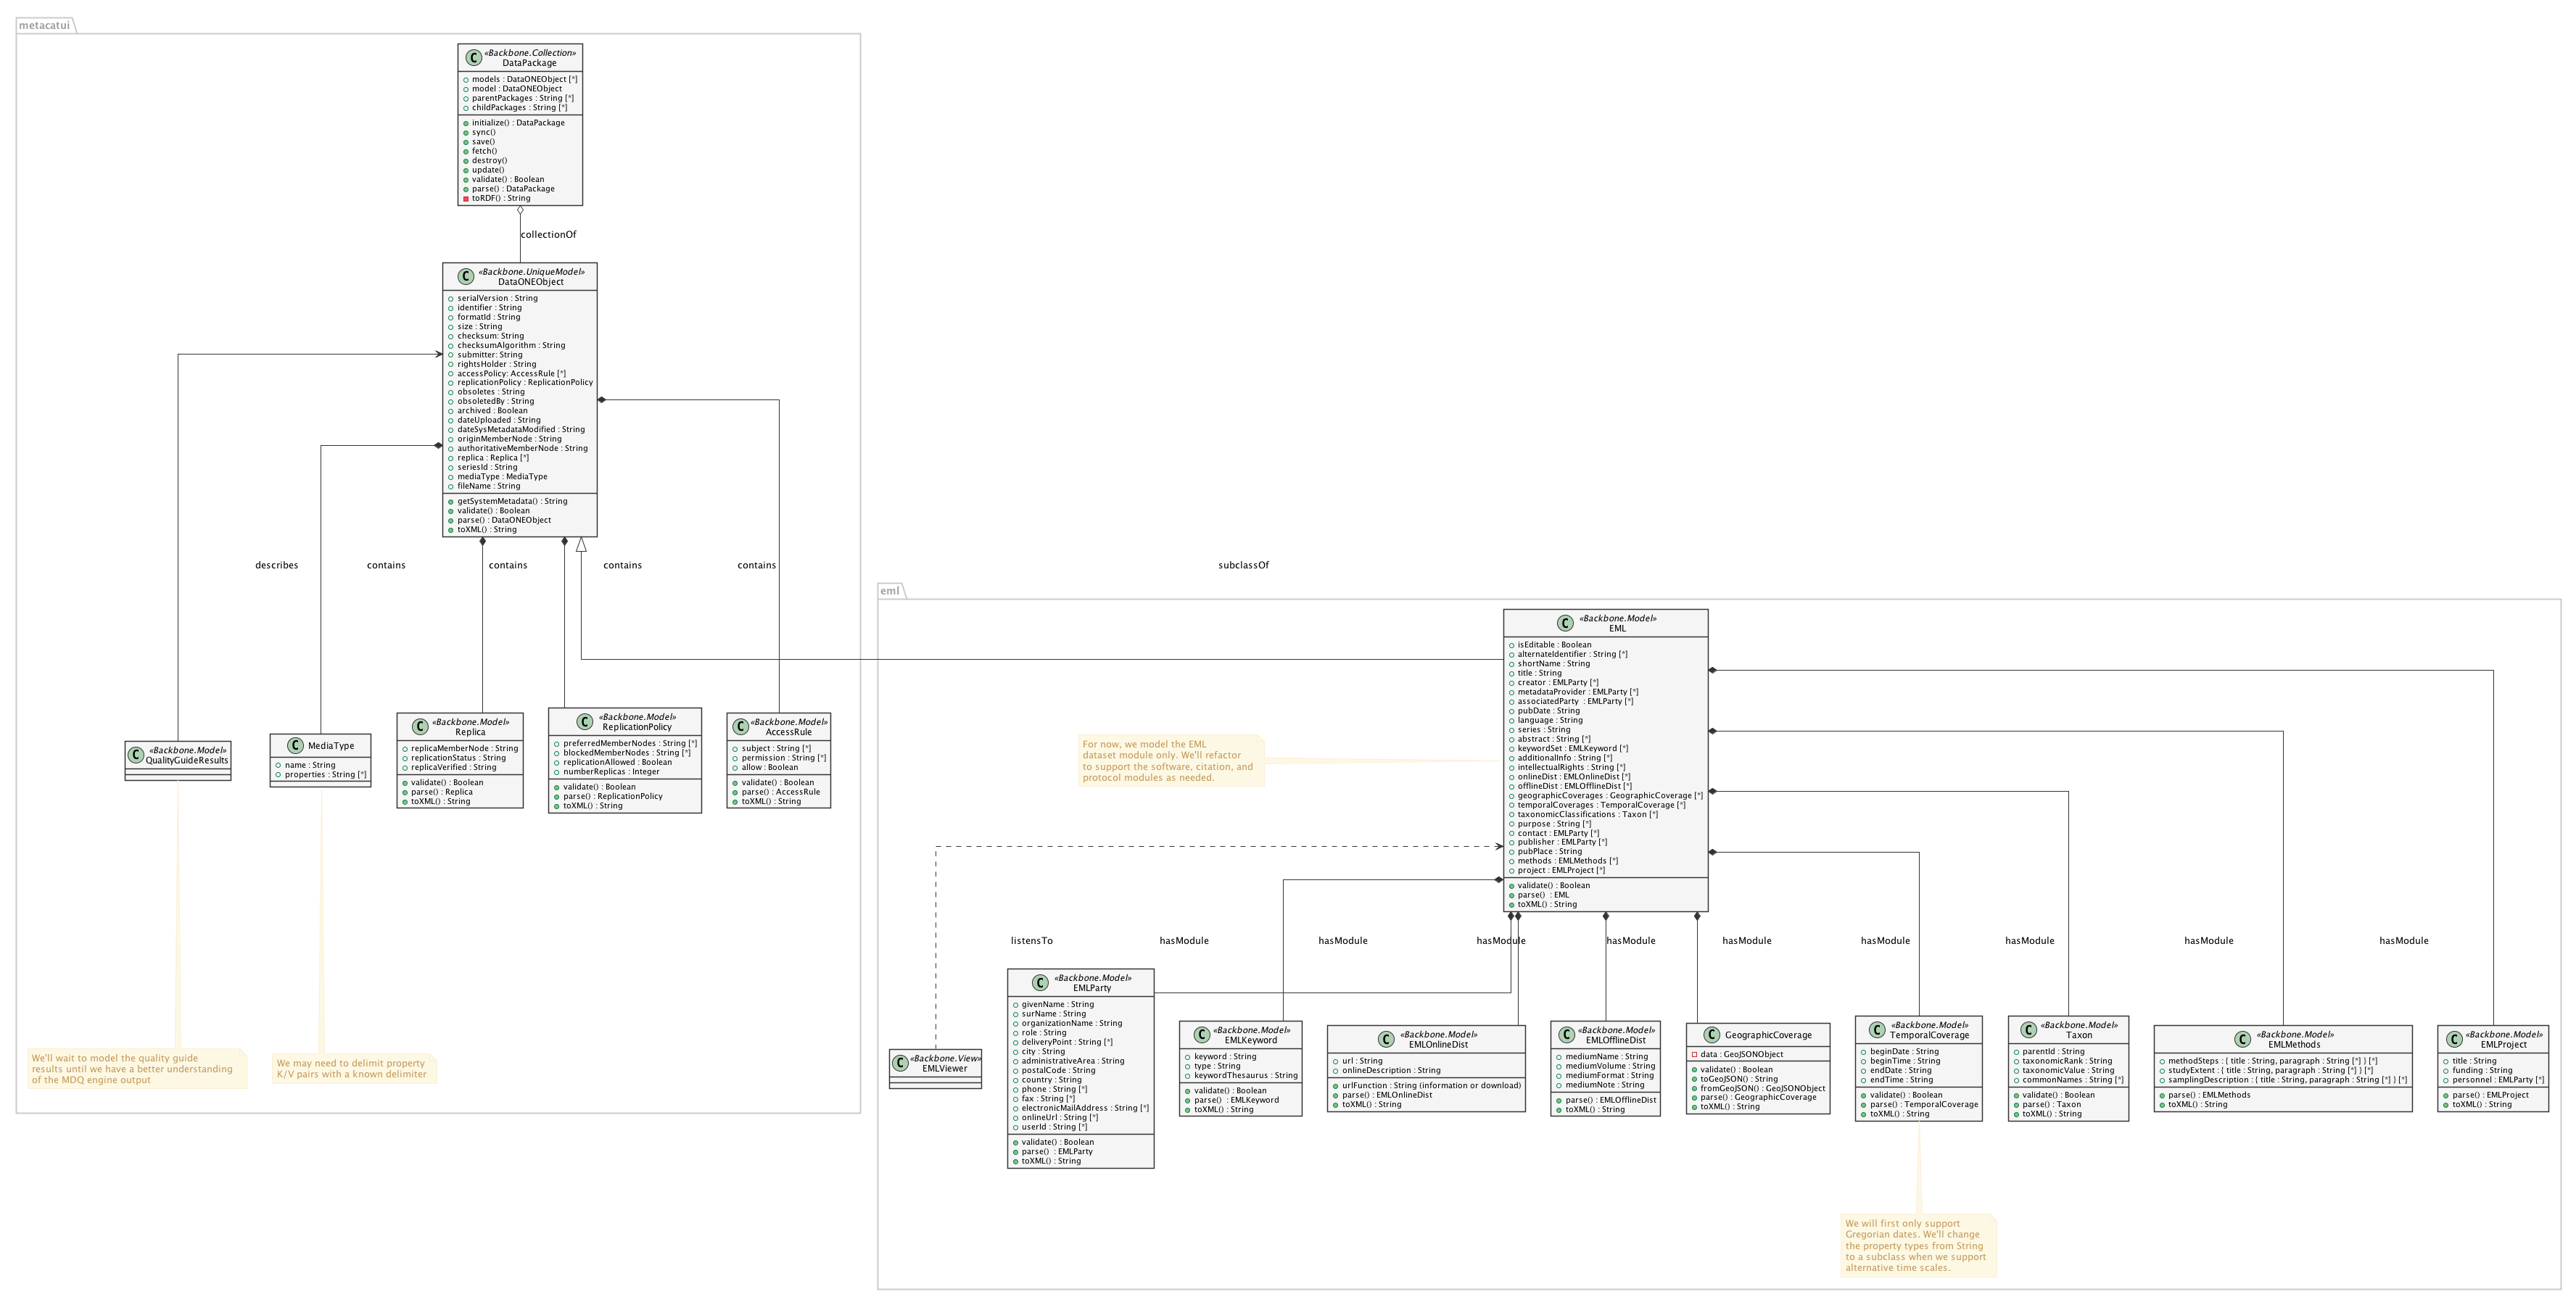 metacatui
C
«Backbone.Collection»
DataPackage
models : DataONEObject [*]
model : DataONEObject
parentPackages : String [*]
childPackages : String [*]
initialize() : DataPackage
sync()
save()
fetch()
destroy()
update()
validate() : Boolean
parse() : DataPackage
toRDF() : String
collectionOf
C
«Backbone.UniqueModel»
DataONEObject
serialVersion : String
identifier : String
formatId : String
size : String
checksum: String
checksumAlgorithm : String
submitter: String
rightsHolder : String
accessPolicy: AccessRule [*]
replicationPolicy : ReplicationPolicy
obsoletes : String
obsoletedBy : String
archived : Boolean
dateUploaded : String
dateSysMetadataModified : String
originMemberNode : String
authoritativeMemberNode : String
replica : Replica [*]
seriesId : String
mediaType : MediaType
fileName : String
getSystemMetadata() : String
validate() : Boolean
parse() : DataONEObject
toXML() : String
describes
contains
contains
contains
contains
subclassOf
C
«Backbone.Model»
QualityGuideResults
C
MediaType
name : String
properties : String [*]
C
«Backbone.Model»
Replica
replicaMemberNode : String
replicationStatus : String
replicaVerified : String
validate() : Boolean
parse() : Replica
toXML() : String
C
«Backbone.Model»
ReplicationPolicy
preferredMemberNodes : String [*]
blockedMemberNodes : String [*]
replicationAllowed : Boolean
numberReplicas : Integer
validate() : Boolean
parse() : ReplicationPolicy
toXML() : String
C
«Backbone.Model»
AccessRule
subject : String [*]
permission : String [*]
allow : Boolean
validate() : Boolean
parse() : AccessRule
toXML() : String
We'll wait to model the quality guide
results until we have a better understanding
of the MDQ engine output
We may need to delimit property
K/V pairs with a known delimiter
eml
C
«Backbone.Model»
EML
isEditable : Boolean
alternateIdentifier : String [*]
shortName : String
title : String
creator : EMLParty [*]
metadataProvider : EMLParty [*]
associatedParty : EMLParty [*]
pubDate : String
language : String
series : String
abstract : String [*]
keywordSet : EMLKeyword [*]
additionalInfo : String [*]
intellectualRights : String [*]
onlineDist : EMLOnlineDist [*]
offlineDist : EMLOfflineDist [*]
geographicCoverages : GeographicCoverage [*]
temporalCoverages : TemporalCoverage [*]
taxonomicClassifications : Taxon [*]
purpose : String [*]
contact : EMLParty [*]
publisher : EMLParty [*]
pubPlace : String
methods : EMLMethods [*]
project : EMLProject [*]
validate() : Boolean
parse() : EML
toXML() : String
For now, we model the EML
dataset module only. We'll refactor
to support the software, citation, and
protocol modules as needed.
listensTo
hasModule
hasModule
hasModule
hasModule
hasModule
hasModule
hasModule
hasModule
hasModule
C
«Backbone.View»
EMLViewer
C
«Backbone.Model»
EMLParty
givenName : String
surName : String
organizationName : String
role : String
deliveryPoint : String [*]
city : String
administrativeArea : String
postalCode : String
country : String
phone : String [*]
fax : String [*]
electronicMailAddress : String [*]
onlineUrl : String [*]
userId : String [*]
validate() : Boolean
parse() : EMLParty
toXML() : String
C
«Backbone.Model»
EMLKeyword
keyword : String
type : String
keywordThesaurus : String
validate() : Boolean
parse() : EMLKeyword
toXML() : String
C
«Backbone.Model»
EMLOnlineDist
url : String
onlineDescription : String
urlFunction : String (information or download)
parse() : EMLOnlineDist
toXML() : String
C
«Backbone.Model»
EMLOfflineDist
mediumName : String
mediumVolume : String
mediumFormat : String
mediumNote : String
parse() : EMLOfflineDist
toXML() : String
C
GeographicCoverage
data : GeoJSONObject
validate() : Boolean
toGeoJSON() : String
fromGeoJSON() : GeoJSONObject
parse() : GeographicCoverage
toXML() : String
C
«Backbone.Model»
TemporalCoverage
beginDate : String
beginTime : String
endDate : String
endTime : String
validate() : Boolean
parse() : TemporalCoverage
toXML() : String
C
«Backbone.Model»
Taxon
parentId : String
taxonomicRank : String
taxonomicValue : String
commonNames : String [*]
validate() : Boolean
parse() : Taxon
toXML() : String
C
«Backbone.Model»
EMLMethods
methodSteps : { title : String, paragraph : String [*] } [*]
studyExtent : { title : String, paragraph : String [*] } [*]
samplingDescription : { title : String, paragraph : String [*] } [*]
parse() : EMLMethods
toXML() : String
C
«Backbone.Model»
EMLProject
title : String
funding : String
personnel : EMLParty [*]
parse() : EMLProject
toXML() : String
We will first only support
Gregorian dates. We'll change
the property types from String
to a subclass when we support
alternative time scales.